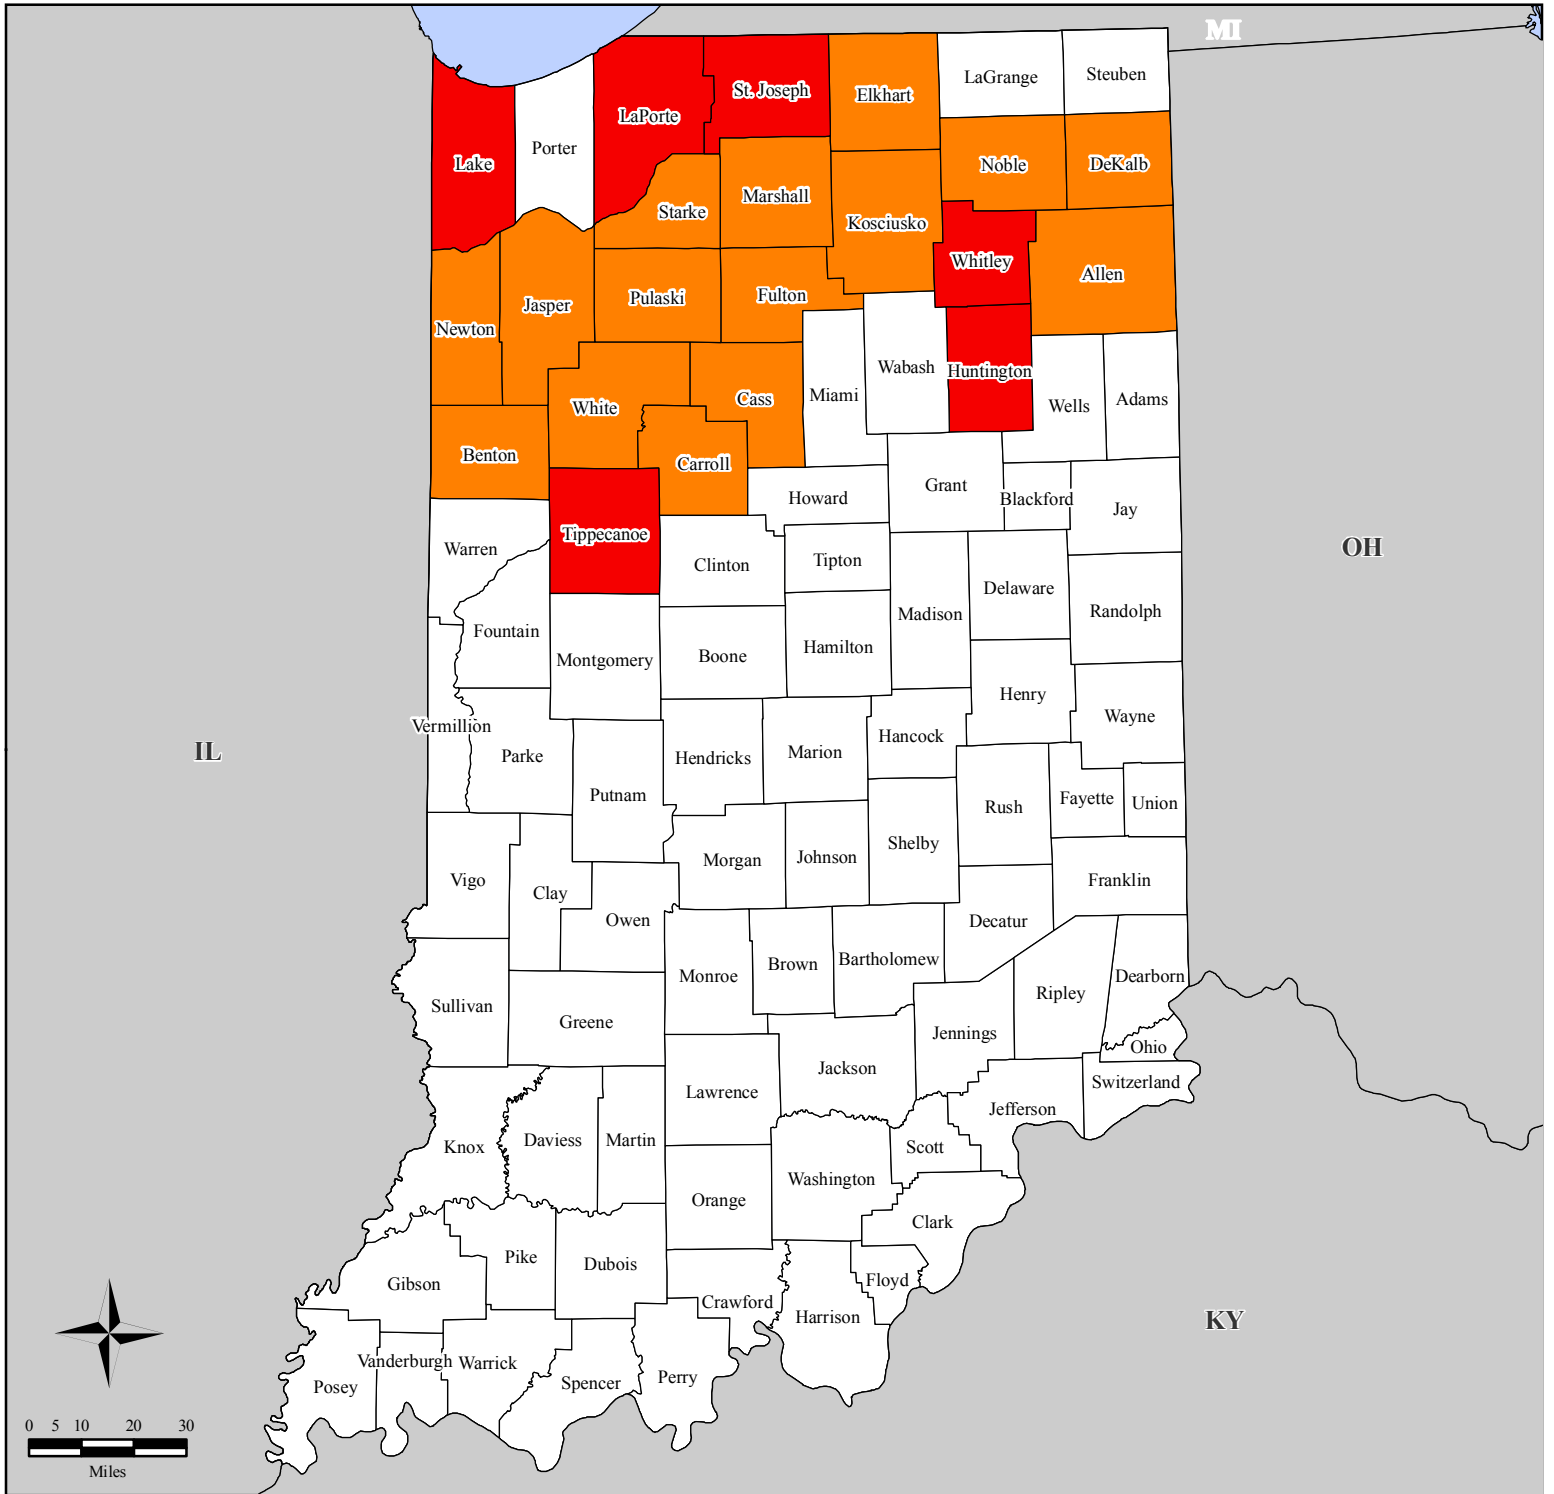 MI
LaGrange
Steuben
St. Joseph
Elkhart
LaPorte
Porter
Lake
Noble
DeKalb
Marshall
Starke
Kosciusko
Whitley
Allen
Pulaski
Fulton
Jasper
Newton
Wabash
Huntington
Miami
Cass
White
Wells
Adams
Benton
Carroll
Howard
Grant
Blackford
Jay
Tippecanoe
Warren
Clinton
Tipton
OH
Delaware
Madison
Randolph
Fountain
Montgomery
Boone
Hamilton
Henry
Wayne
Vermillion
Parke
Hendricks
Marion
Hancock
IL
Putnam
Rush
Fayette
Union
Morgan
Johnson
Shelby
Vigo
Clay
Franklin
Owen
Decatur
Monroe
Brown
Bartholomew
Dearborn
Ripley
Sullivan
Greene
Jennings
Ohio
Jackson
Switzerland
Lawrence
Jefferson
Knox
Daviess
Martin
Scott
Washington
Orange
Clark
Pike
Dubois
Gibson
Floyd
Crawford
Harrison
KY
Vanderburgh
Warrick
Posey
Spencer
Perry
0 5 10 20 30
Miles